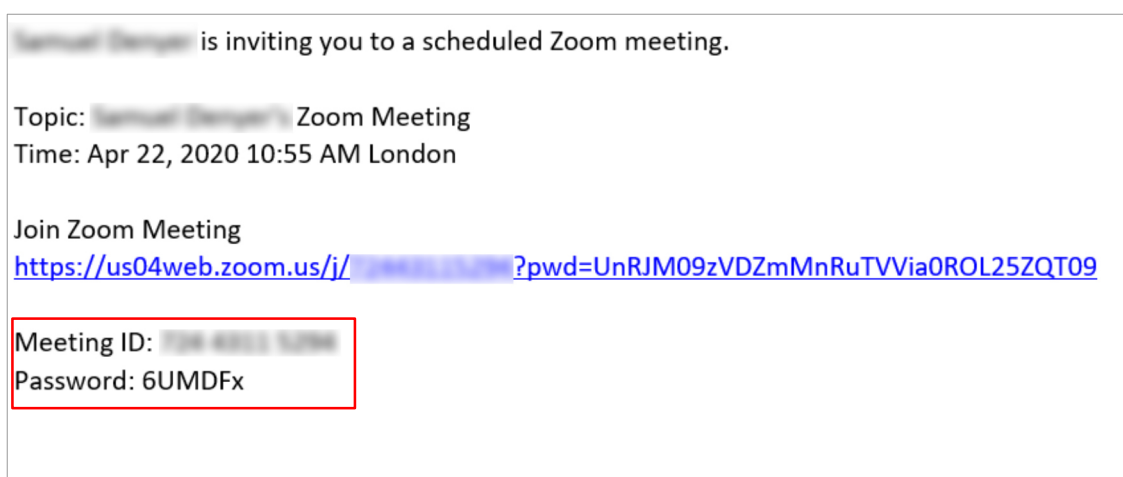 is inviting you to a scheduled Zoom meeting.
Topic: Zoom Meeting
Time: Apr 22, 2020 10:55 AM London
Join Zoom Meeting
https://us04web.zoom.us/j/ ?pwd=UnRJM09zVDZmMnRuTVVia0ROL25ZQT09
Meeting ID:
Password: 6UMDFx